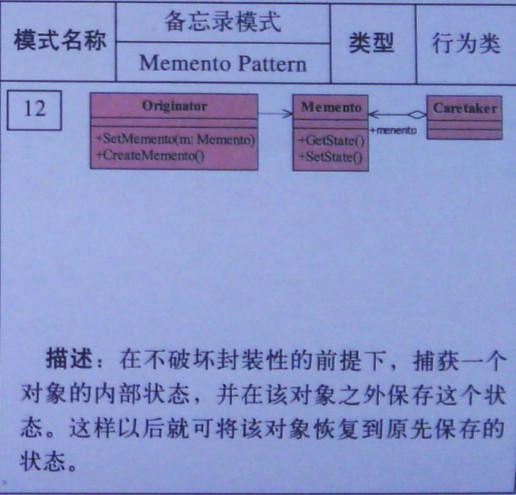 模式名称
备忘录模式
Memento Pattern
类型
行为类
12
Originator
+SetMemento(m: Memento)
+CreateMemento()
Memento
+GetState()
+SetState()
+menento
Caretaker
描述：在不破坏封装性的前提下，捕获一个
对象的内部状态，并在该对象之外保存这个状
态。这样以后就可将该对象恢复到原先保存的
状态。